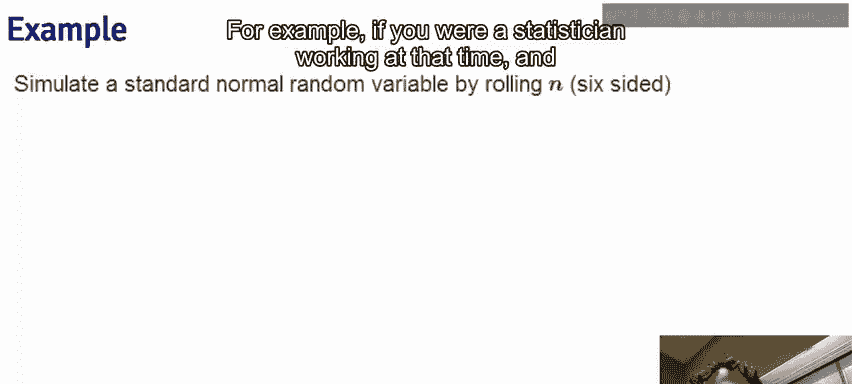 Example
For example, if you were a statistician
working at that time, and
Simulate a standard normal random variable by rolling n (six sided)